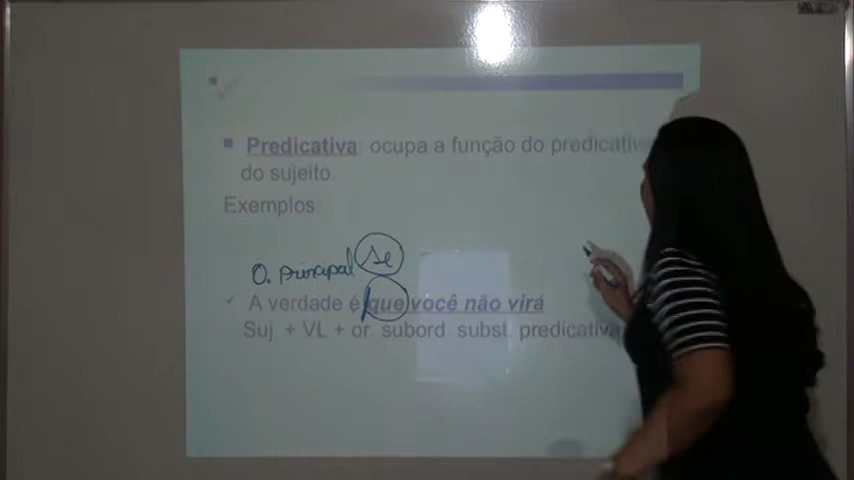 Predicativa: ocupa a função do predicativo
do sujeito.
Exemplos:
O. principal se
A verdade é que você não virá
Suj + VL + or subord subst. predicativa